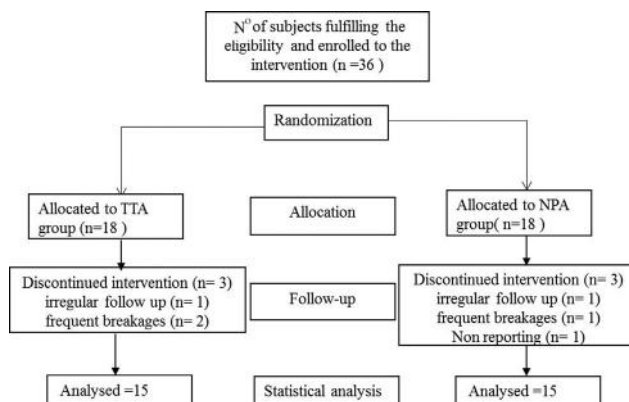 Nº of subjects fulfilling the
eligibility and enrolled to the
intervention (n =36 )
Randomization
Allocated to TTA
group (n=18 )
Allocation
Allocated to NPA
group( n=18 )
Discontinued intervention (n= 3)
irregular follow up (n= 1)
frequent breakages (n= 2)
Follow-up
Discontinued intervention (n= 3)
irregular follow up (n= 1)
frequent breakages (n= 1)
Non reporting (n= 1)
Analysed =15
Statistical analysis
Analysed =15